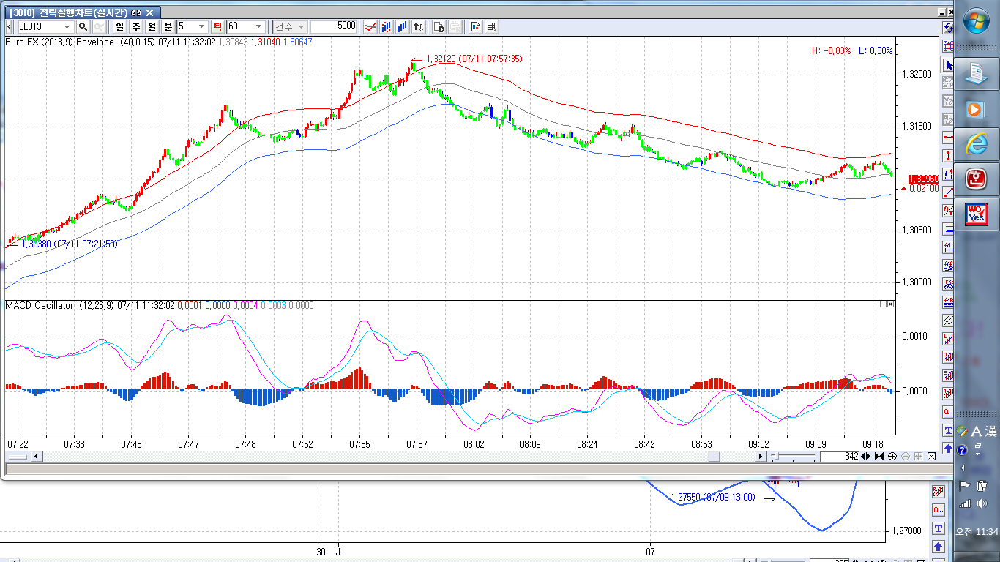 [3010] 전략실행차트(실시간)
6EU13 일 주 월 분 5 틱 60 건수 5000
Euro FX (2013,9) Envelope (40,0,15) 07/11 11:32:02 1,30843 1,31040 1,30647
H: -0,83% L: 0,50%
1,32120 (07/11 07:57:35)
1,32000
1,31500
1,30960
0,02100
1,30500
1,30380 (07/11 07:21:50)
1,30000
MACD Oscillator (12,26,9) 07/11 11:32:02 0,0001 0,0000 0,0004 0,0003 0,0000
0,0010
0,0000
07:22 07:38 07:45 07:47 07:48 07:52 07:55 07:57 08:02 08:09 08:24 08:42 08:53 09:02 09:09 09:18
342
1,27550 (07/09 13:00)
1,27000
30 J 07
WO Yes
A 漢
오전 11:34